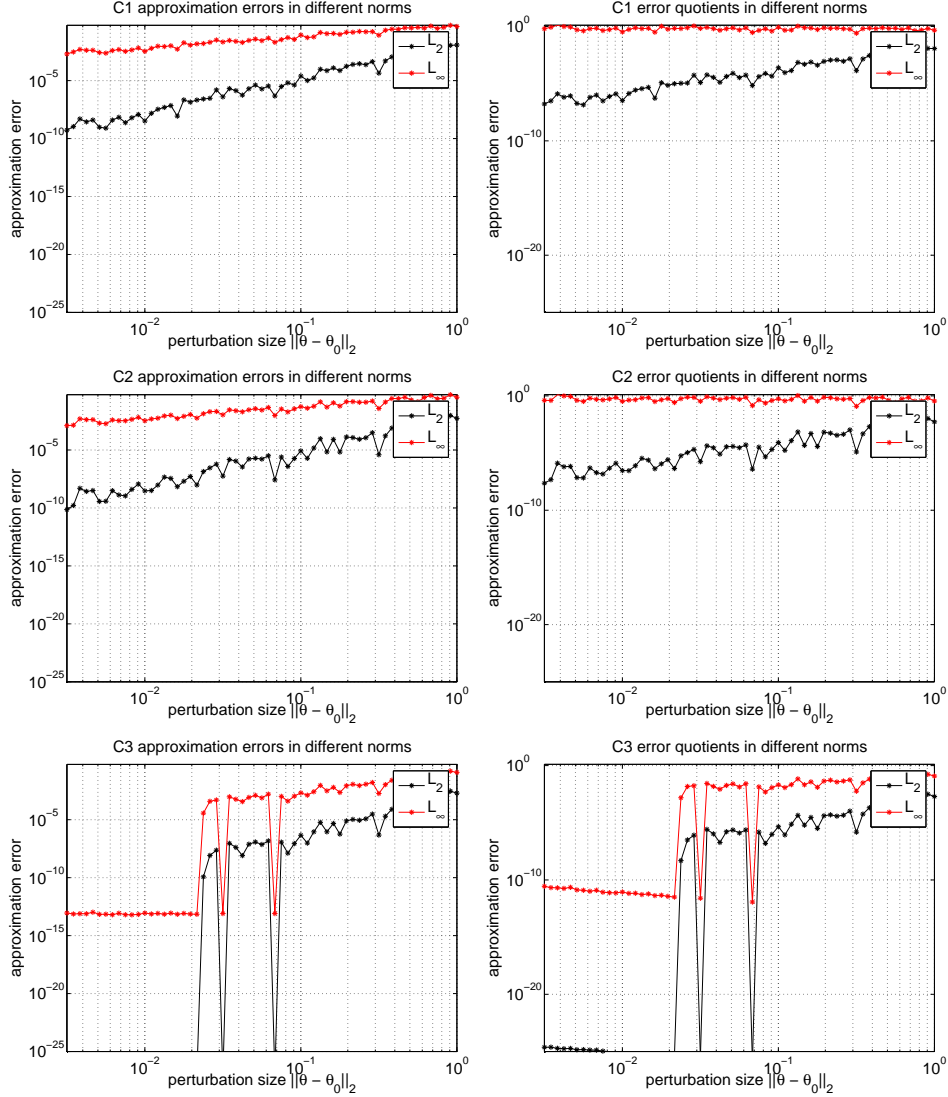 C1 approximation errors in different norms
C1 error quotients in different norms
approximation error
10^-5
10^-10
10^-15
10^-20
10^-25
10^-2
10^-1
10^0
L_2
L_∞
perturbation size ||θ - θ_0||_2
approximation error
10^0
10^-10
10^-20
10^-2
10^-1
10^0
L_2
L_∞
perturbation size ||θ - θ_0||_2
C2 approximation errors in different norms
C2 error quotients in different norms
approximation error
10^-5
10^-10
10^-15
10^-20
10^-25
10^-2
10^-1
10^0
L_2
L_∞
perturbation size ||θ - θ_0||_2
approximation error
10^0
10^-10
10^-20
10^-2
10^-1
10^0
L_2
L_∞
perturbation size ||θ - θ_0||_2
C3 approximation errors in different norms
C3 error quotients in different norms
approximation error
10^-5
10^-10
10^-15
10^-20
10^-25
10^-2
10^-1
10^0
L_2
L_∞
perturbation size ||θ - θ_0||_2
approximation error
10^0
10^-10
10^-20
10^-2
10^-1
10^0
L_2
L_∞
perturbation size ||θ - θ_0||_2